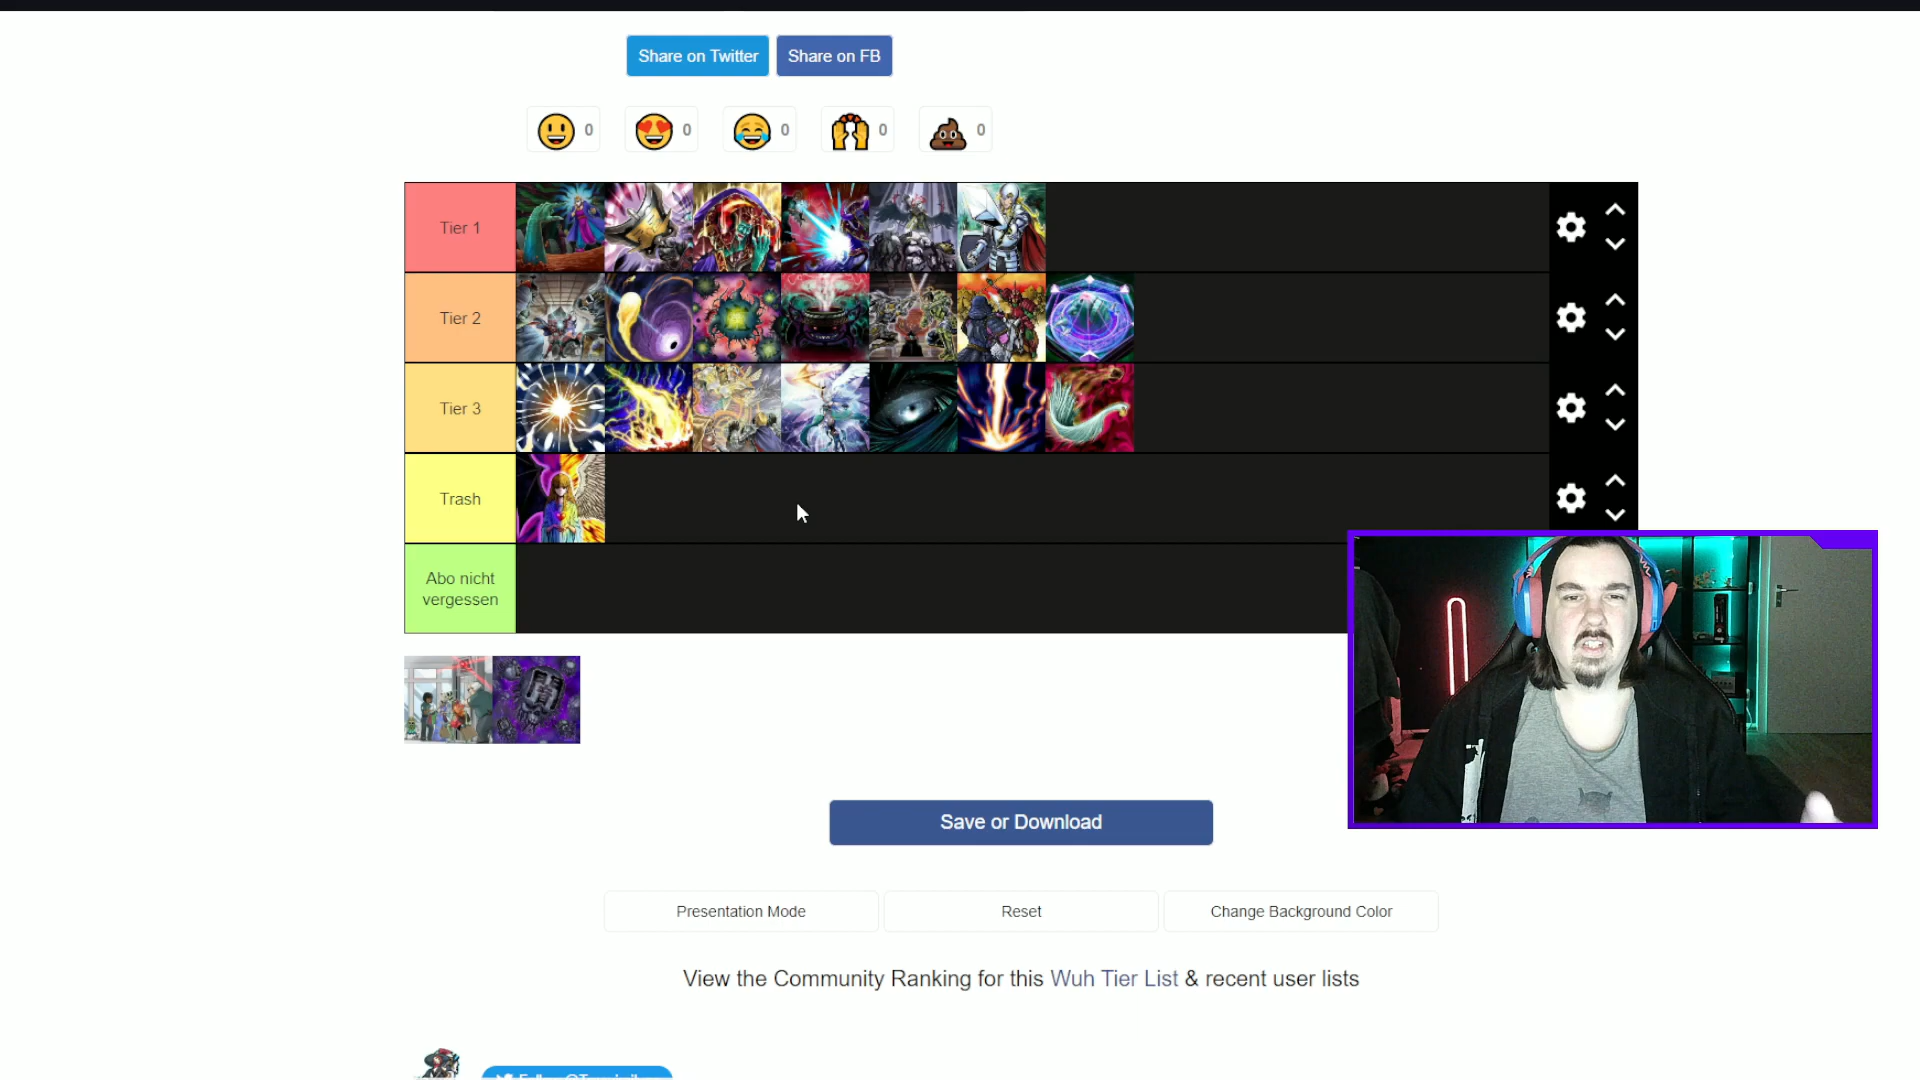 Share on Twitter Share on FB
0 0 0 0 0
Tier 1
Tier 2
Tier 3
Trash
Abo nicht
vergessen
闇
Save or Download
Presentation Mode Reset Change Background Color
View the Community Ranking for this Wuh Tier List & recent user lists